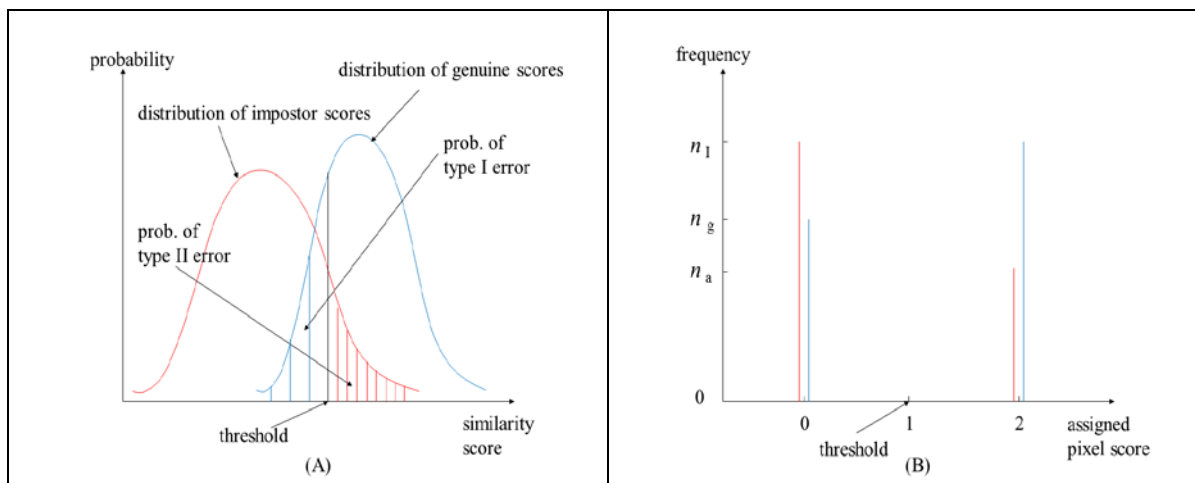 probability
distribution of genuine scores
distribution of impostor scores
prob. of
type I error
prob. of
type II error
threshold
similarity
score
(A)
frequency
n1
ng
na
0
0
1
2
assigned
pixel score
threshold
(B)